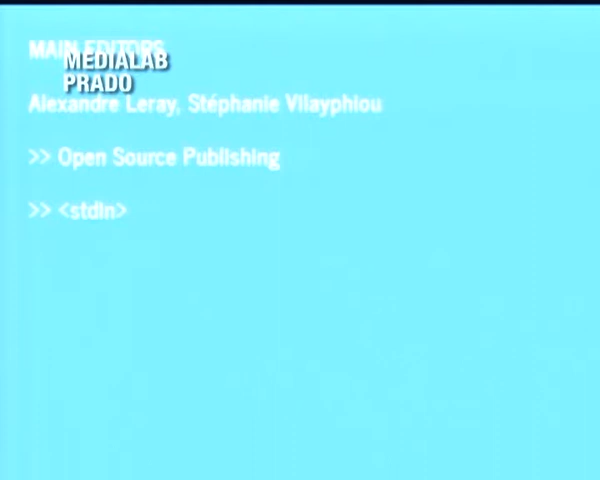 MAIN EDITORS
MEDIALAB
PRADO
Alexandre Leray, Stéphanie Vilayphiou
>> Open Source Publishing
>> <stdin>